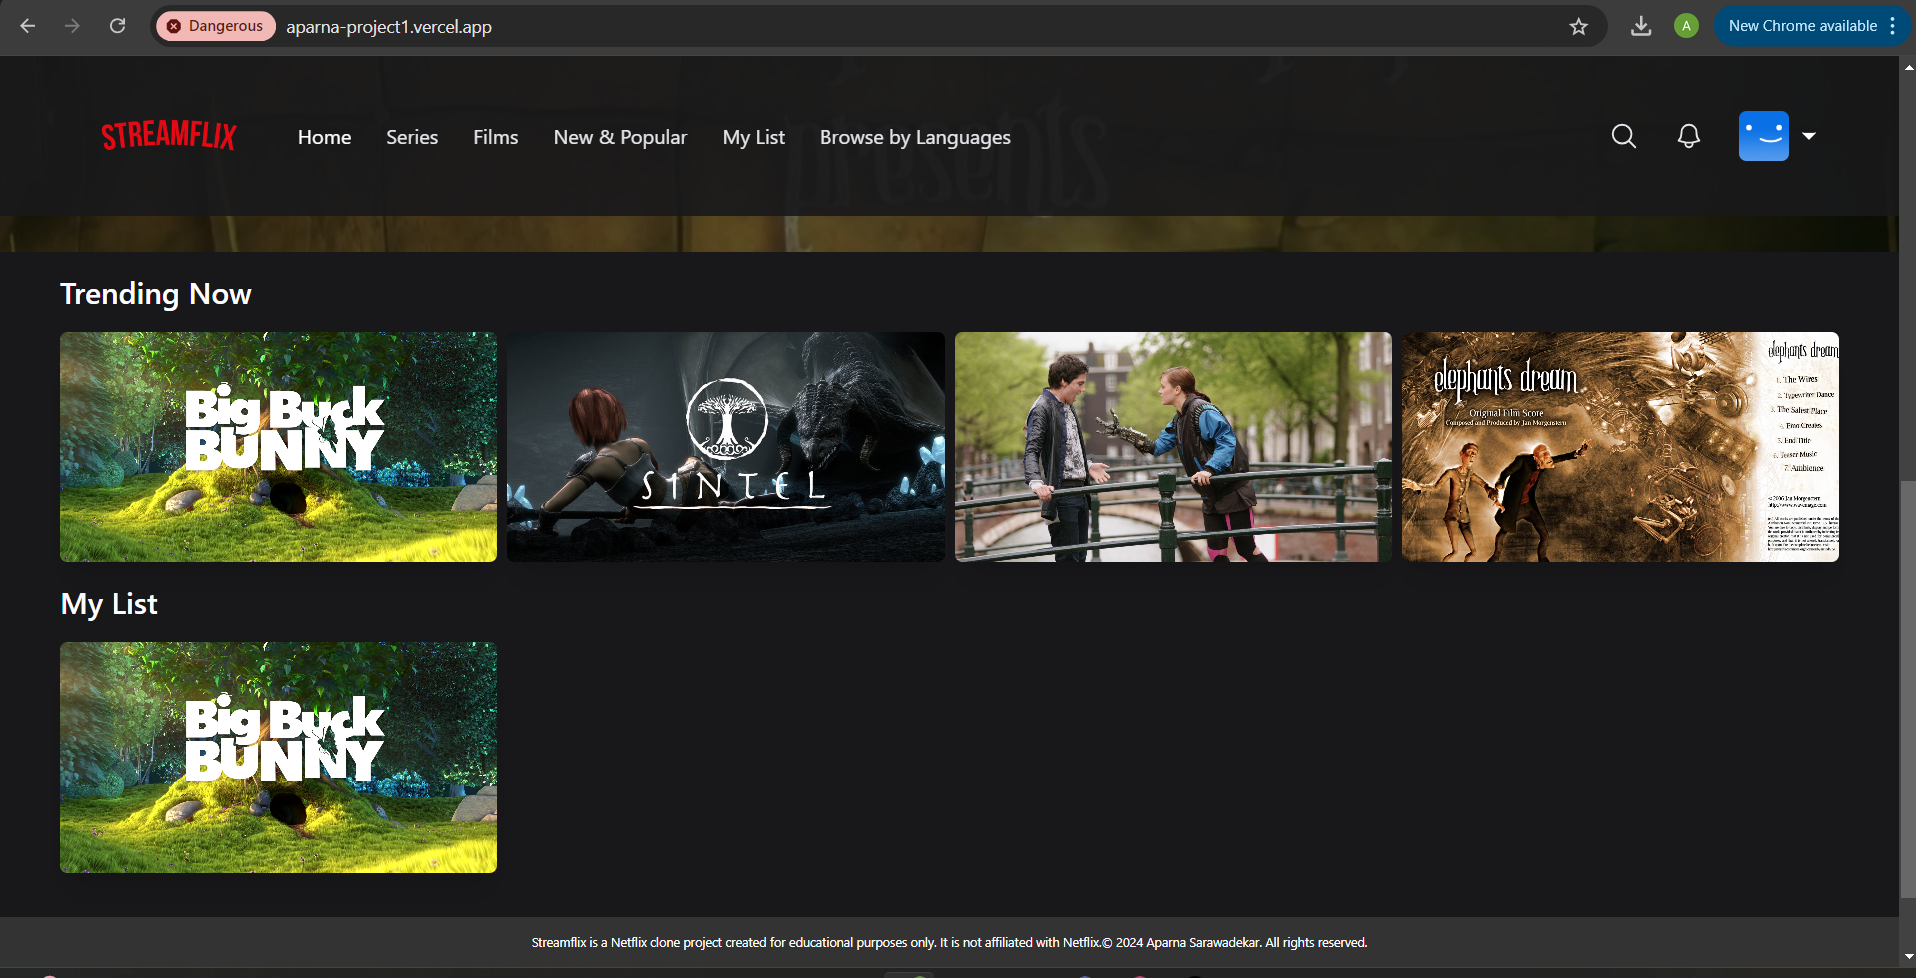 Dangerous
aparna-project1.vercel.app
A
New Chrome available
STREAMFLIX
Home
Series
Films
New & Popular
My List
Browse by Languages
presents
Trending Now
Big Buck
BUNNY
SINTEL
elephants dream
Original Film Score
Composed and Produced by Jan Morgenstern
elephants dream
1. The Wires
2. Typewriter Dance
3. The Safest Place
4. Emo Creates
5. End Title
6. Teaser Music
7. Ambience
© 2006 Jan Morgenstern
My List
Big Buck
BUNNY
Streamflix is a Netflix clone project created for educational purposes only. It is not affiliated with Netflix.© 2024 Aparna Sarawadekar. All rights reserved.